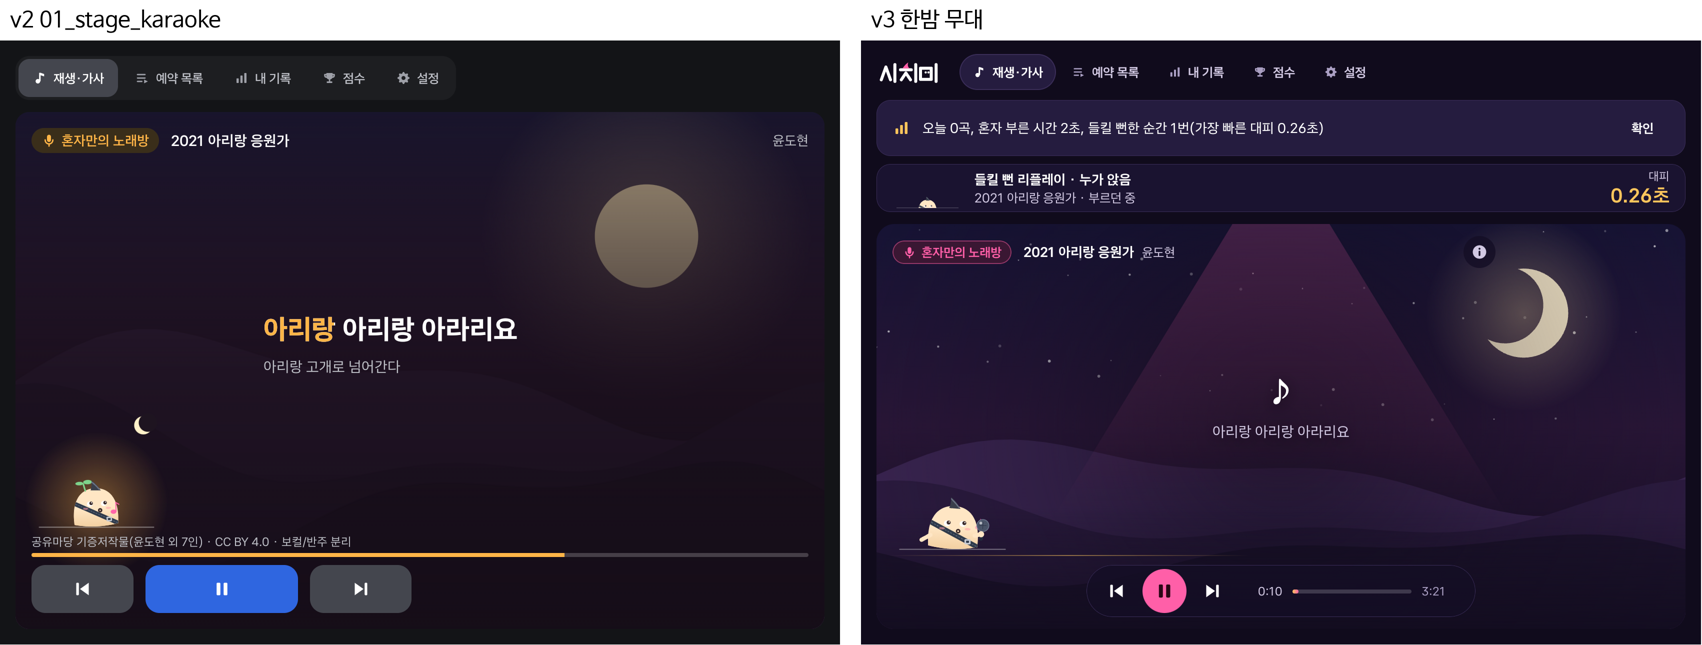 v2 01_stage_karaoke
재생·가사 예약 목록 내 기록 점수 설정
혼자만의 노래방 2021 아리랑 응원가 윤도현
아리랑 아리랑 아라리요
아리랑 고개로 넘어간다
공유마당 기증저작물(윤도현 외 7인) · CC BY 4.0 · 보컬/반주 분리
v3 한밤 무대
시치미 재생·가사 예약 목록 내 기록 점수 설정
오늘 0곡, 혼자 부른 시간 2초, 들킬 뻔한 순간 1번(가장 빠른 대피 0.26초) 확인
들킬 뻔 리플레이 · 누가 앉음
2021 아리랑 응원가 · 부르던 중
대피
0.26초
혼자만의 노래방 2021 아리랑 응원가 윤도현
아리랑 아리랑 아라리요
0:10 3:21